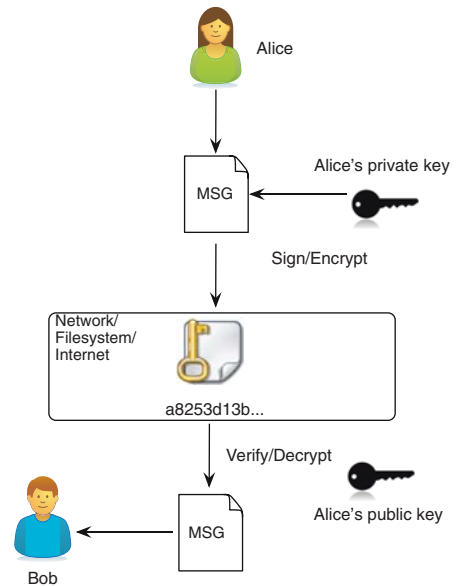 Alice
Alice's private key
MSG
Sign/Encrypt
Network/
Filesystem/
Internet
a8253d13b...
Verify/Decrypt
Alice's public key
MSG
Bob